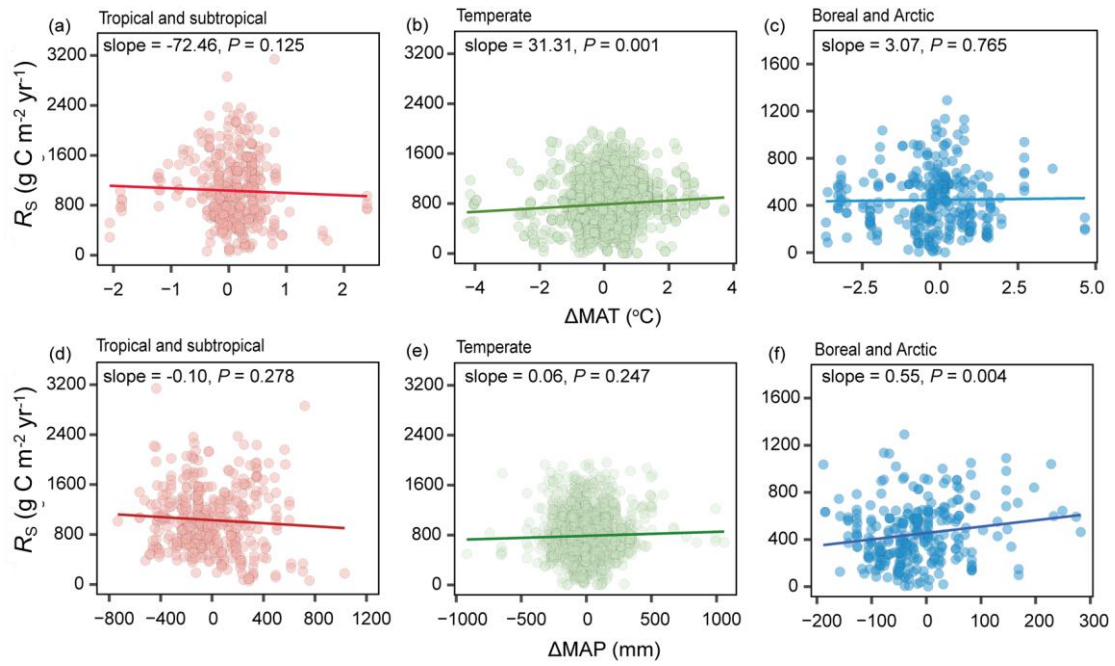 (a) Tropical and subtropical
slope = -72.46, P = 0.125
3200
2400
1600
800
0
−2 −1 0 1 2
RS (g C m-2 yr-1)
(b) Temperate
slope = 31.31, P = 0.001
3200
2400
1600
800
0
−4 −2 0 2 4
ΔMAT (oC)
(c) Boreal and Arctic
slope = 3.07, P = 0.765
1600
1200
800
400
0
−2.5 0.0 2.5 5.0
(d) Tropical and subtropical
slope = -0.10, P = 0.278
3200
2400
1600
800
0
−800 −400 0 400 800 1200
RS (g C m-2 yr-1)
(e) Temperate
slope = 0.06, P = 0.247
3200
2400
1600
800
0
−1000 −500 0 500 1000
ΔMAP (mm)
(f) Boreal and Arctic
slope = 0.55, P = 0.004
1600
1200
800
400
0
−200 −100 0 100 200 300